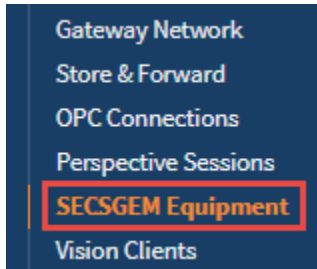 Gateway Network
Store & Forward
OPC Connections
Perspective Sessions
SECSGEM Equipment
Vision Clients